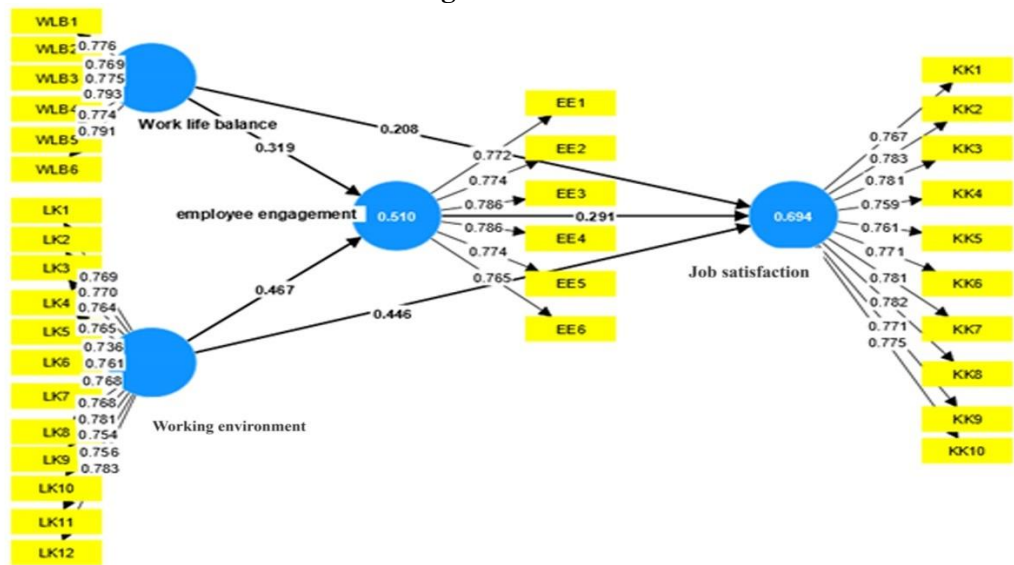 WLB1
WLB2
WLB3
WLB4
WLB5
WLB6
0.776
0.769
0.775
0.793
0.774
0.791
Work life balance
0.208
0.319
LK1
LK2
LK3
LK4
LK5
LK6
LK7
LK8
LK9
LK10
LK11
LK12
0.769
0.770
0.764
0.765
0.736
0.761
0.768
0.768
0.781
0.754
0.756
0.783
Working environment
0.467
0.446
employee engagement
0.510
0.291
0.772
0.774
0.786
0.786
0.774
0.765
EE1
EE2
EE3
EE4
EE5
EE6
0.694
Job satisfaction
0.767
0.783
0.781
0.759
0.761
0.771
0.781
0.782
0.771
0.775
KK1
KK2
KK3
KK4
KK5
KK6
KK7
KK8
KK9
KK10